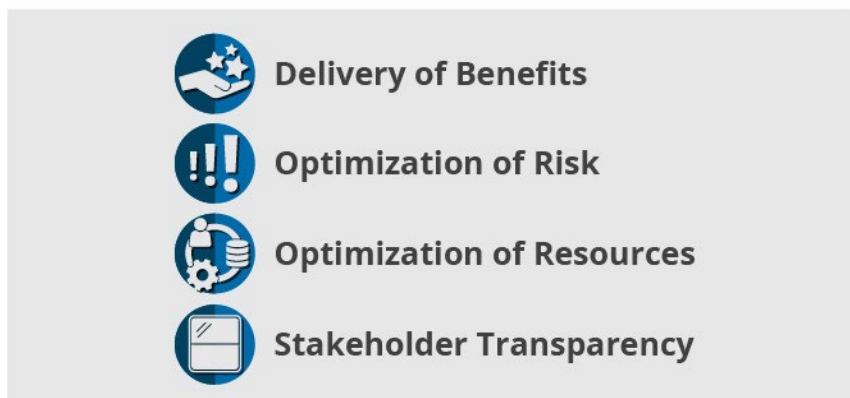 Delivery of Benefits
Optimization of Risk
Optimization of Resources
Stakeholder Transparency